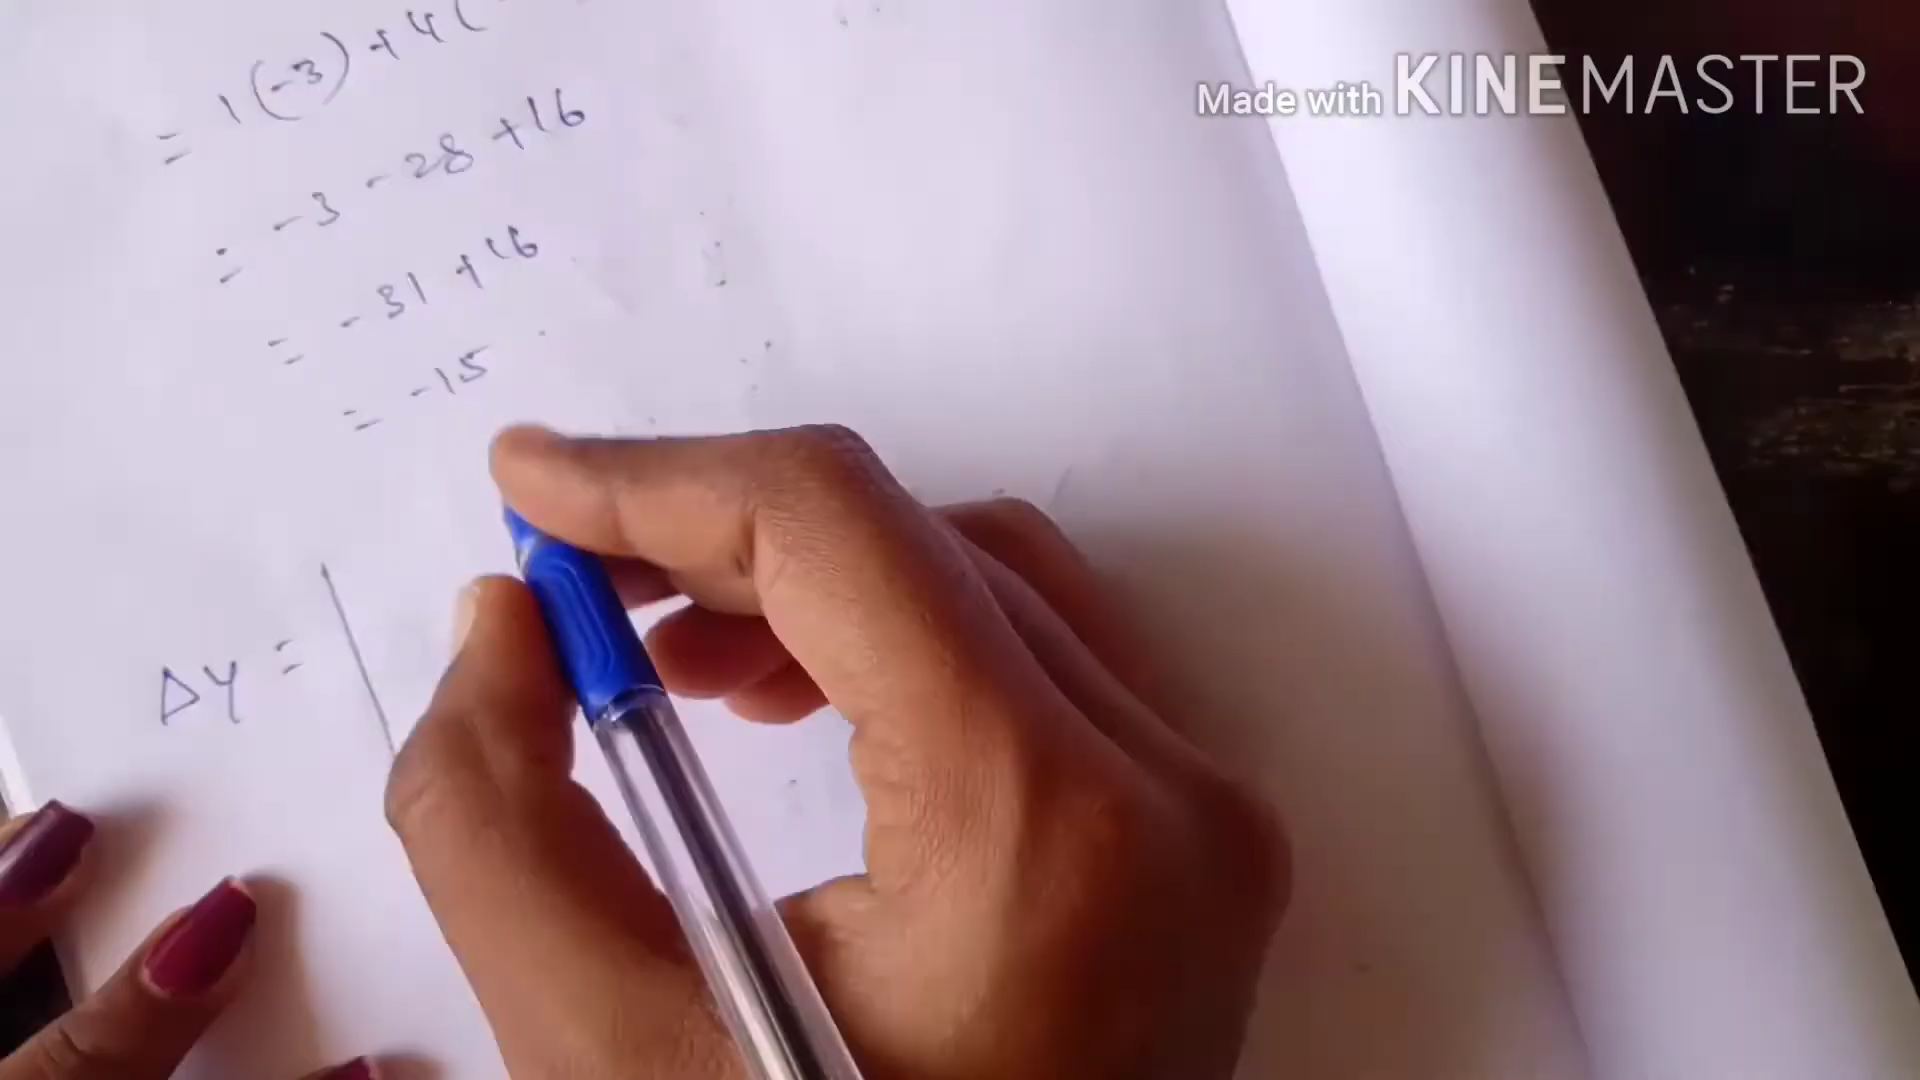 Made with KINEMASTER
= 1(-3)+4(
= -3-28+16
= -31+16
= -15
ΔY =